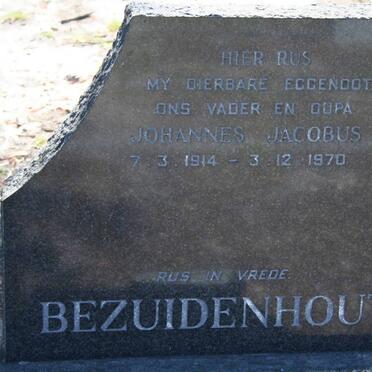 HIER RUS
MY DIERBARE EGGENOOT
ONS VADER EN OUPA
JOHANNES JACOBUS
7. 3. 1914 - 3. 12. 1970
RUS IN VREDE.
BEZUIDENHOUT